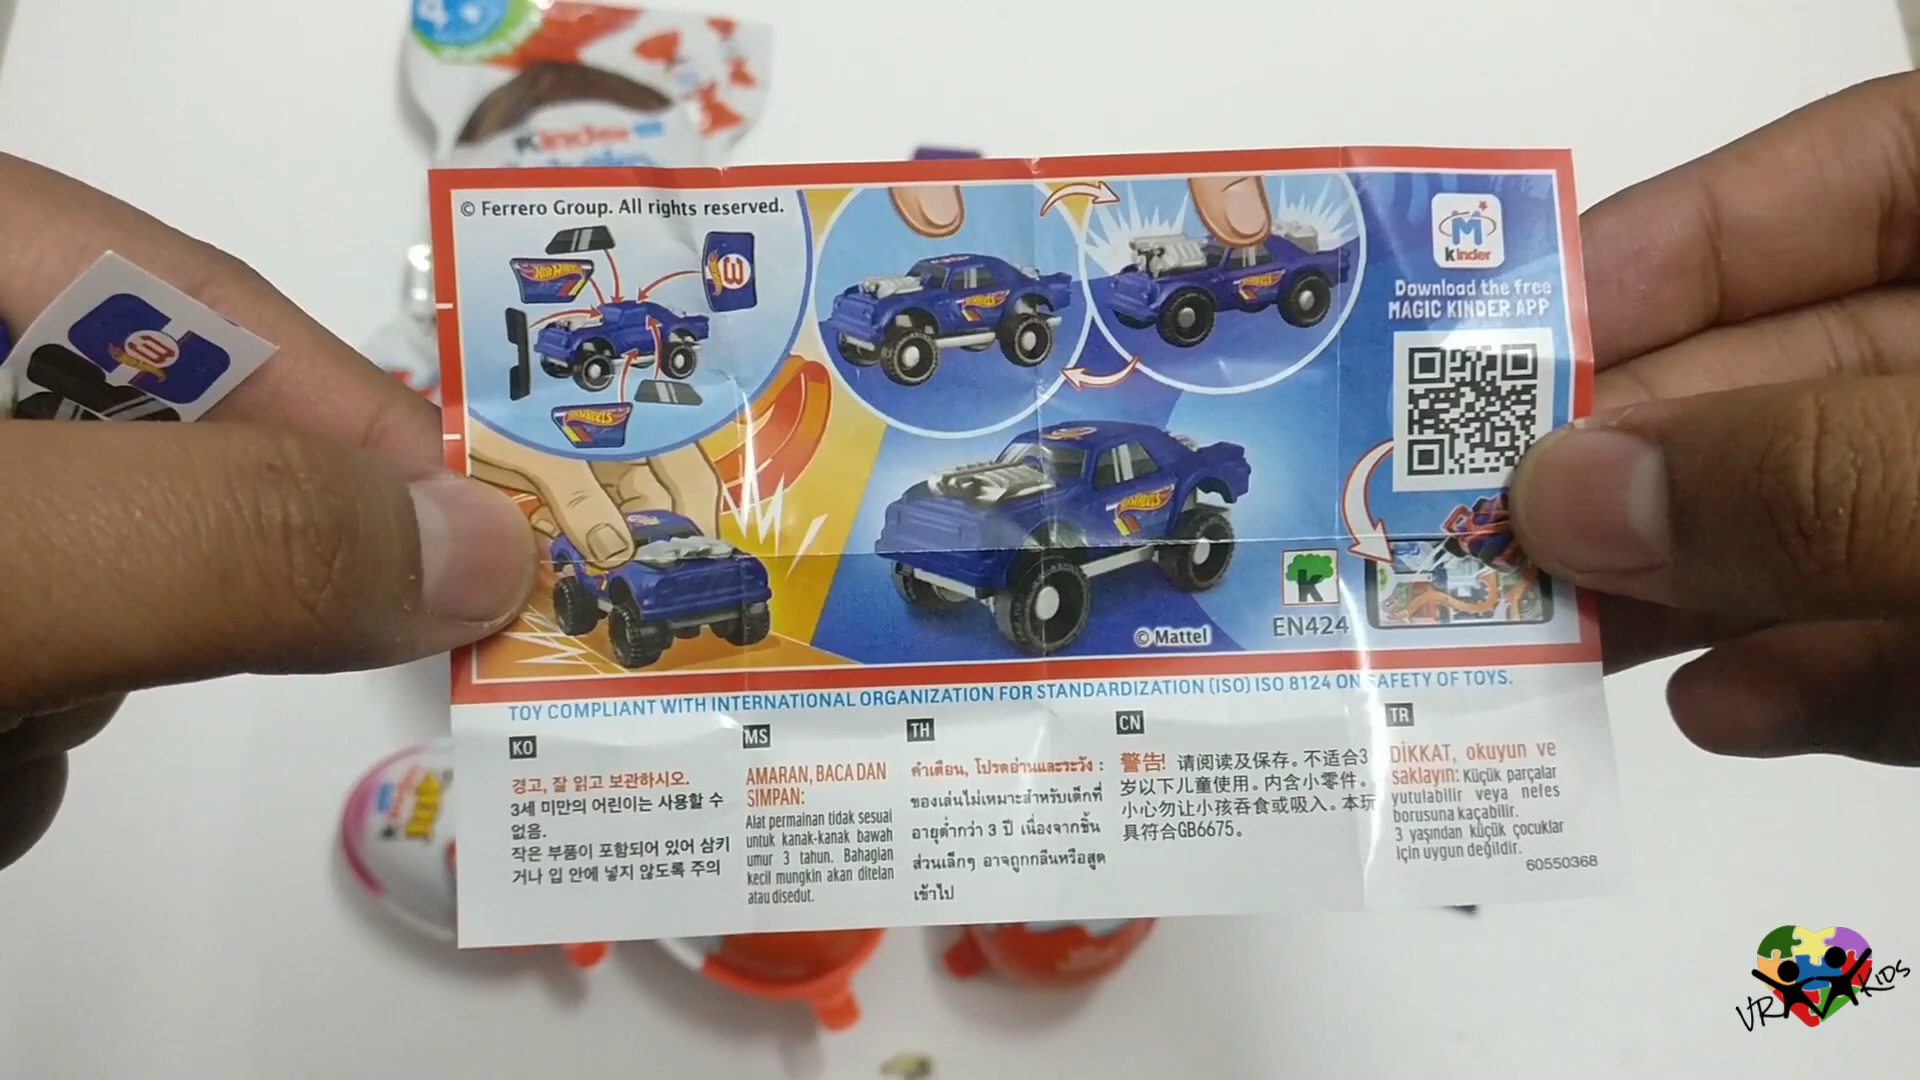 Kinder
© Ferrero Group. All rights reserved.
HOT WHEELS
3
HOT WHEELS
kinder
Download the free
MAGIC KINDER APP
© Mattel
K
EN424
TOY COMPLIANT WITH INTERNATIONAL ORGANIZATION FOR STANDARDIZATION (ISO) ISO 8124 ON SAFETY OF TOYS.
KO
경고, 잘 읽고 보관하시오.
3세 미만의 어린이는 사용할 수
없음.
작은 부품이 포함되어 있어 삼키
거나 입 안에 넣지 않도록 주의
MS
AMARAN, BACA DAN
SIMPAN:
Alat permainan tidak sesuai
untuk kanak-kanak bawah
umur 3 tahun. Bahagian
kecil mungkin akan ditelan
atau disedut.
TH
คำเตือน, โปรดอ่านและระวัง :
ของเล่นไม่เหมาะสำหรับเด็กที่
อายุต่ำกว่า 3 ปี เนื่องจากชิ้น
ส่วนเล็กๆ อาจถูกกลืนหรือสูด
เข้าไป
CN
警告! 请阅读及保存。不适合3
岁以下儿童使用。内含小零件。
小心勿让小孩吞食或吸入。本玩
具符合GB6675。
TR
DİKKAT, okuyun ve
saklayın: Küçük parçalar
yutulabilir veya nefes
borusuna kaçabilir.
3 yaşından küçük çocuklar
için uygun değildir.
60550368
VR KIDS